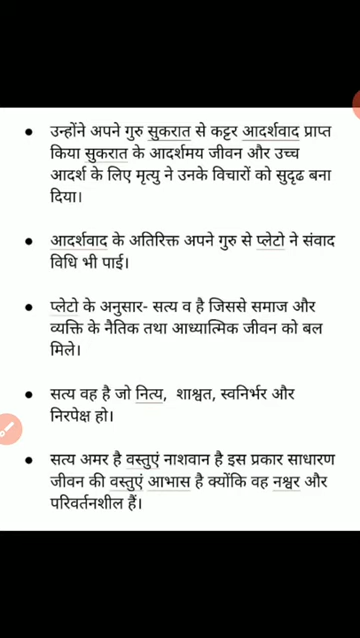 ● उन्होंने अपने गुरु सुकरात से कट्टर आदर्शवाद प्राप्त
किया सुकरात के आदर्शमय जीवन और उच्च
आदर्श के लिए मृत्यु ने उनके विचारों को सुदृढ बना
दिया।
● आदर्शवाद के अतिरिक्त अपने गुरु से प्लेटो ने संवाद
विधि भी पाई।
● प्लेटो के अनुसार- सत्य व है जिससे समाज और
व्यक्ति के नैतिक तथा आध्यात्मिक जीवन को बल
मिले।
● सत्य वह है जो नित्य, शाश्वत, स्वनिर्भर और
निरपेक्ष हो।
● सत्य अमर है वस्तुएं नाशवान है इस प्रकार साधारण
जीवन की वस्तुएं आभास है क्योंकि वह नश्वर और
परिवर्तनशील हैं।